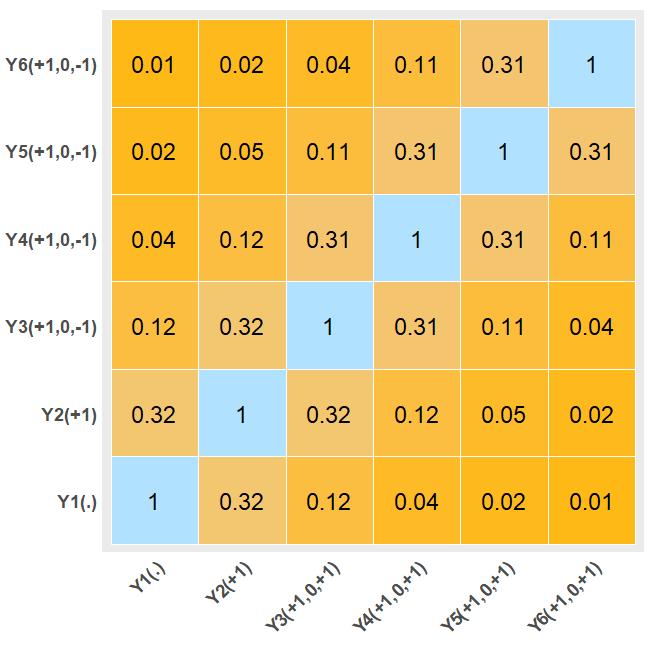 Y6(+1,0,-1) 0.01 0.02 0.04 0.11 0.31 1
Y5(+1,0,-1) 0.02 0.05 0.11 0.31 1 0.31
Y4(+1,0,-1) 0.04 0.12 0.31 1 0.31 0.11
Y3(+1,0,-1) 0.12 0.32 1 0.31 0.11 0.04
Y2(+1) 0.32 1 0.32 0.12 0.05 0.02
Y1(.) 1 0.32 0.12 0.04 0.02 0.01
Y1(.) Y2(+1) Y3(+1,0,+1) Y4(+1,0,+1) Y5(+1,0,+1) Y6(+1,0,+1)